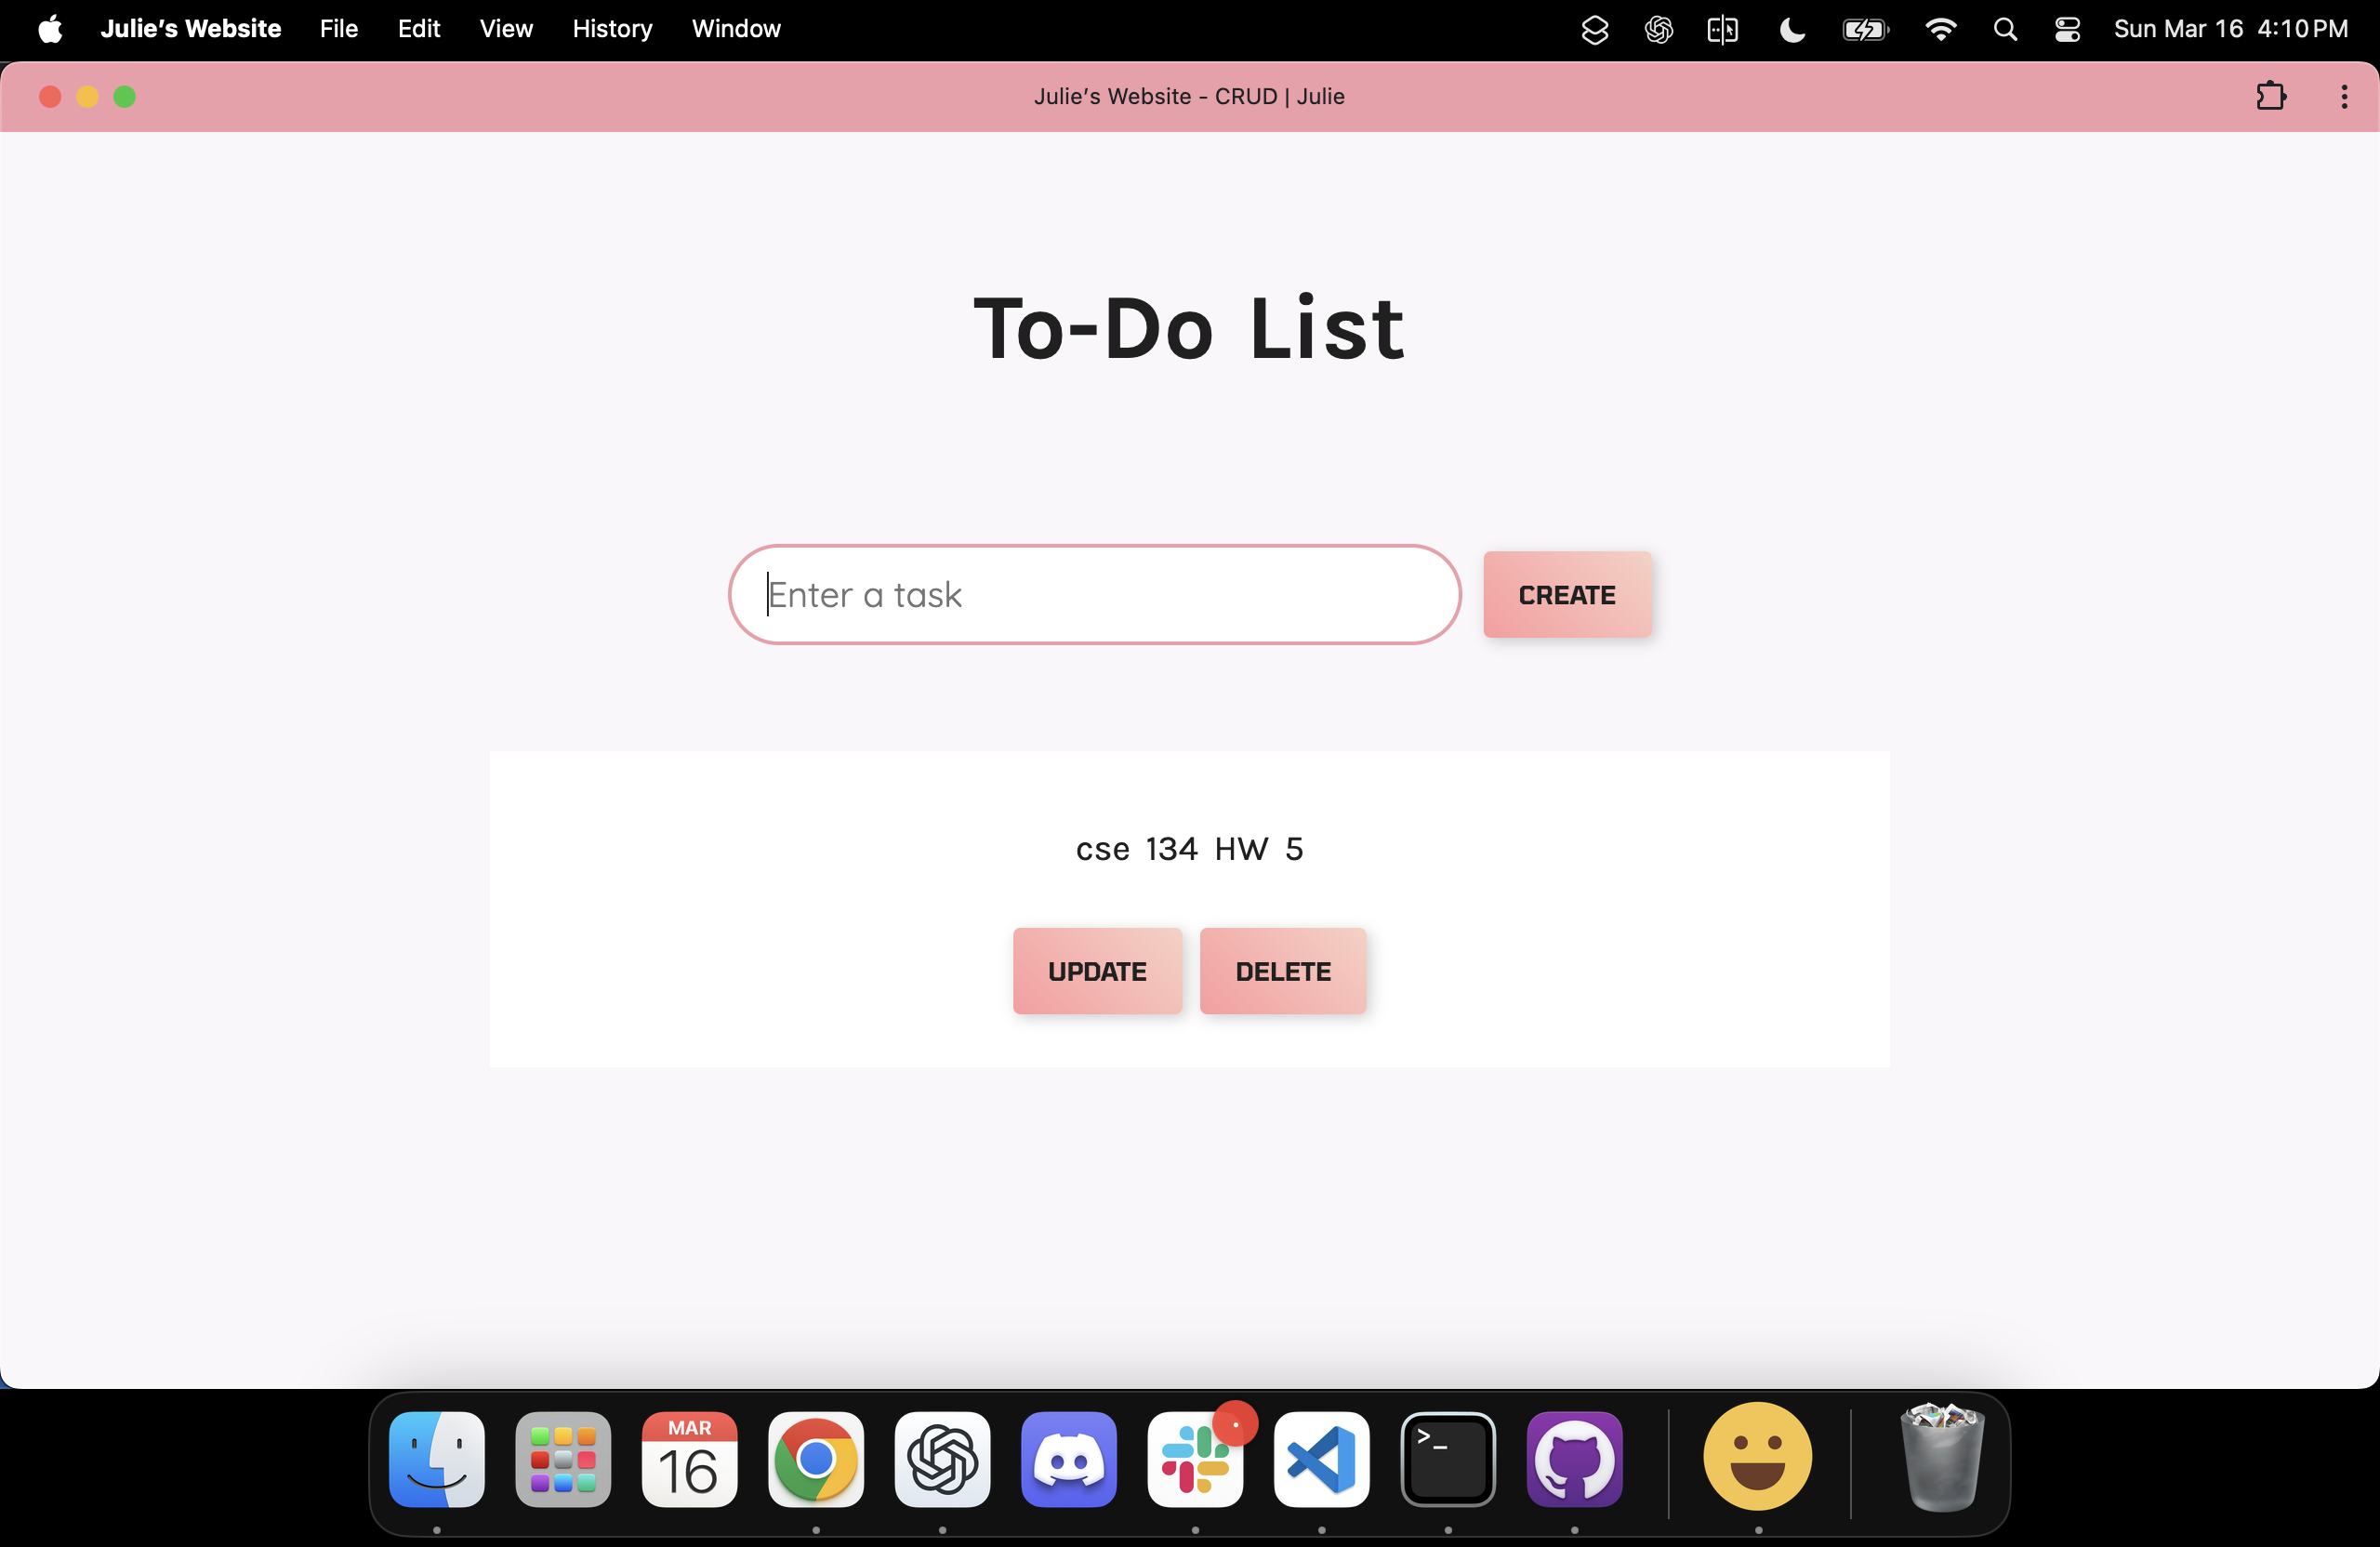 Julie's Website File Edit View History Window Sun Mar 16 4:10 PM
Julie's Website - CRUD | Julie
To-Do List
Enter a task
CREATE
cse 134 HW 5
UPDATE DELETE
MAR
16
>_